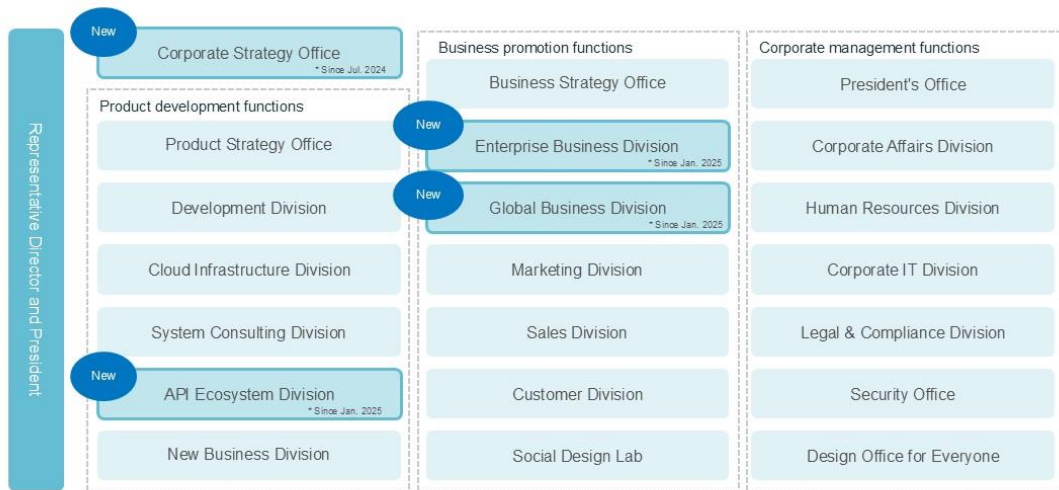 Representative Director and President
New
Corporate Strategy Office
* Since Jul. 2024
Product development functions
Product Strategy Office
Development Division
Cloud Infrastructure Division
System Consulting Division
New
API Ecosystem Division
* Since Jan. 2025
New Business Division
Business promotion functions
Business Strategy Office
New
Enterprise Business Division
* Since Jan. 2025
New
Global Business Division
* Since Jan. 2025
Marketing Division
Sales Division
Customer Division
Social Design Lab
Corporate management functions
President's Office
Corporate Affairs Division
Human Resources Division
Corporate IT Division
Legal & Compliance Division
Security Office
Design Office for Everyone